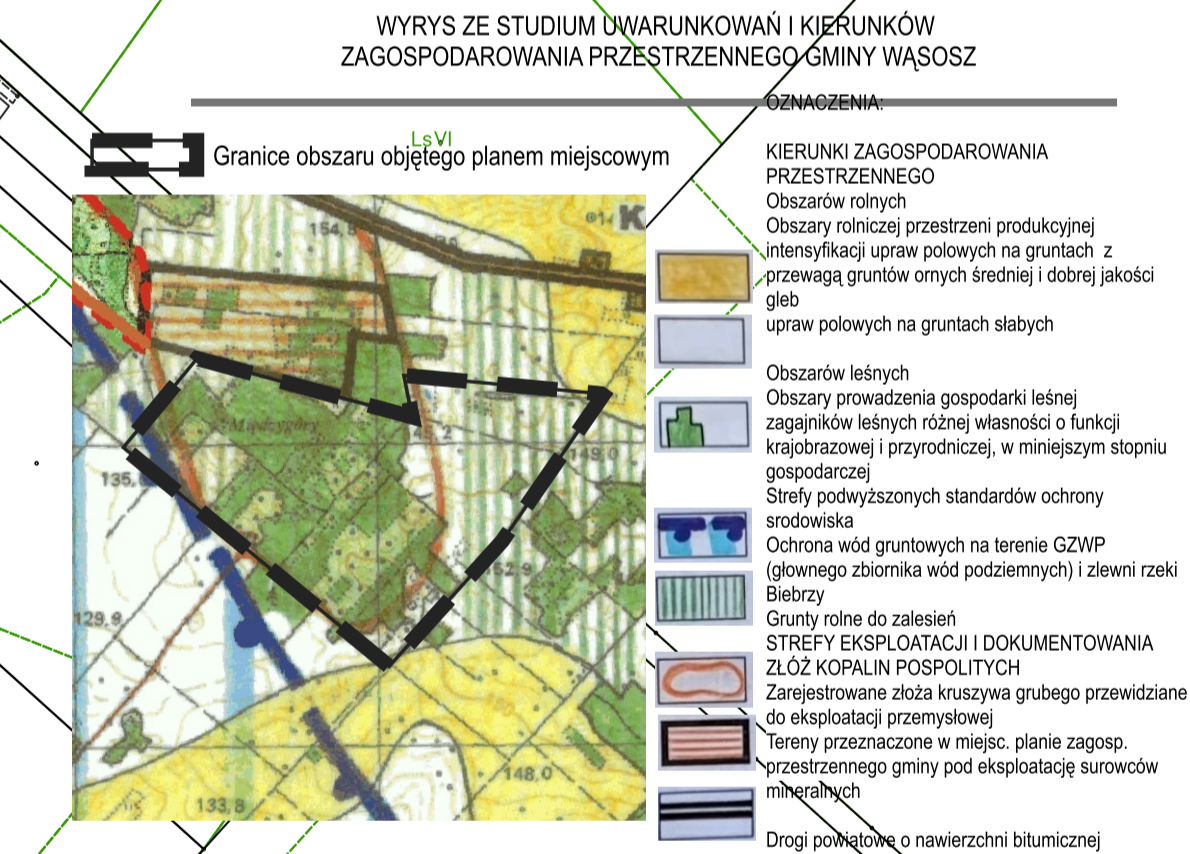 WYRYS ZE STUDIUM UWARUNKOWAŃ I KIERUNKÓW
ZAGOSPODAROWANIA PRZESTRZENNEGO GMINY WĄSOSZ
OZNACZENIA:
LsVI
Granice obszaru objętego planem miejscowym
KIERUNKI ZAGOSPODAROWANIA
PRZESTRZENNEGO
Obszarów rolnych
Obszary rolniczej przestrzeni produkcyjnej
intensyfikacji upraw polowych na gruntach z
przewagą gruntów ornych średniej i dobrej jakości
gleb
upraw polowych na gruntach słabych
Obszarów leśnych
Obszary prowadzenia gospodarki leśnej
zagajników leśnych różnej własności o funkcji
krajobrazowej i przyrodniczej, w miniejszym stopniu
gospodarczej
Strefy podwyższonych standardów ochrony
srodowiska
Ochrona wód gruntowych na terenie GZWP
(głownego zbiornika wód podziemnych) i zlewni rzeki
Biebrzy
Grunty rolne do zalesień
STREFY EKSPLOATACJI I DOKUMENTOWANIA
ZŁÓŻ KOPALIN POSPOLITYCH
Zarejestrowane złoża kruszywa grubego przewidziane
do eksploatacji przemysłowej
Tereny przeznaczone w miejsc. planie zagosp.
przestrzennego gminy pod eksploatację surowców
mineralnych
Drogi powiatowe o nawierzchni bitumicznej
K
Międzygóry
149,0
135,
129,9
148,0
133,8